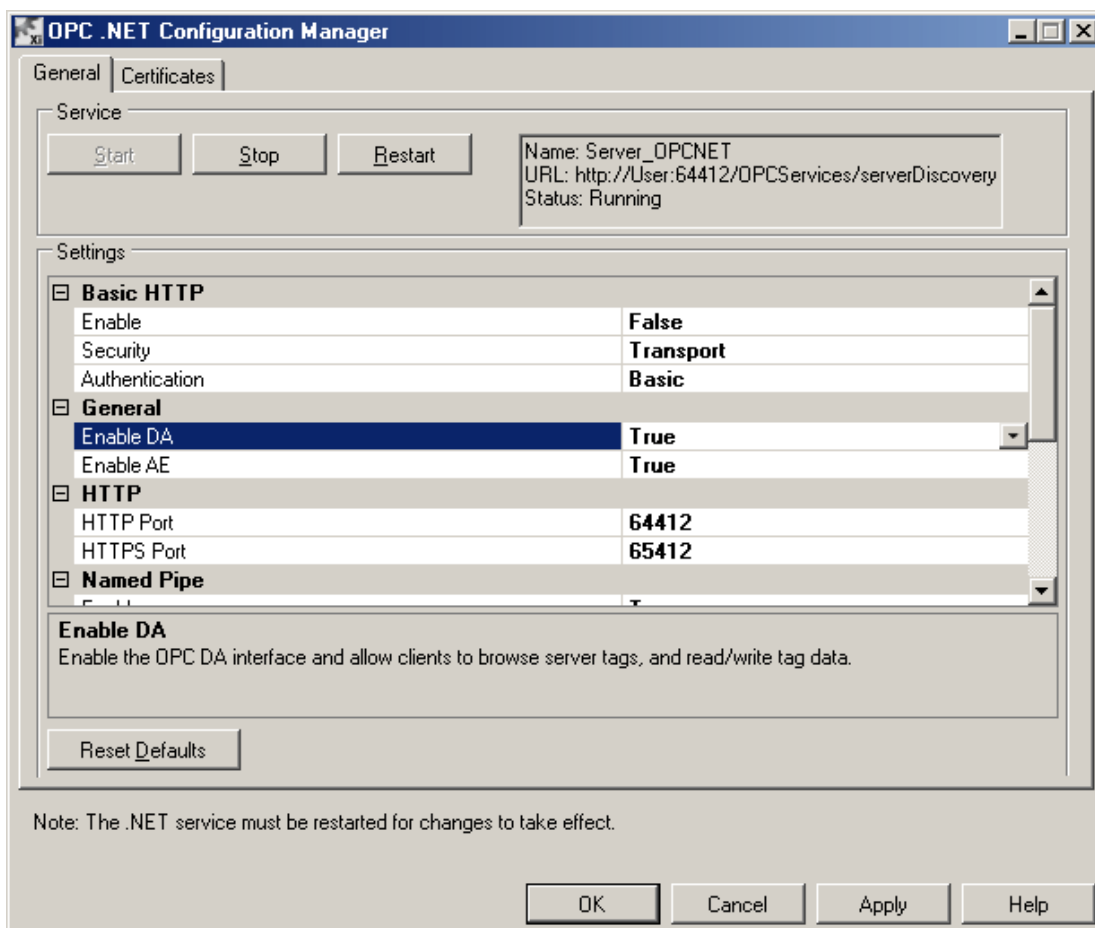 OPC .NET Configuration Manager
General Certificates
Service
Start Stop Restart
Name: Server_OPCNET
URL: http://User:64412/OPCServices/serverDiscovery
Status: Running
Settings
Basic HTTP
Enable False
Security Transport
Authentication Basic
General
Enable DA True
Enable AE True
HTTP
HTTP Port 64412
HTTPS Port 65412
Named Pipe
Enable DA
Enable the OPC DA interface and allow clients to browse server tags, and read/write tag data.
Reset Defaults
Note: The .NET service must be restarted for changes to take effect.
OK Cancel Apply Help